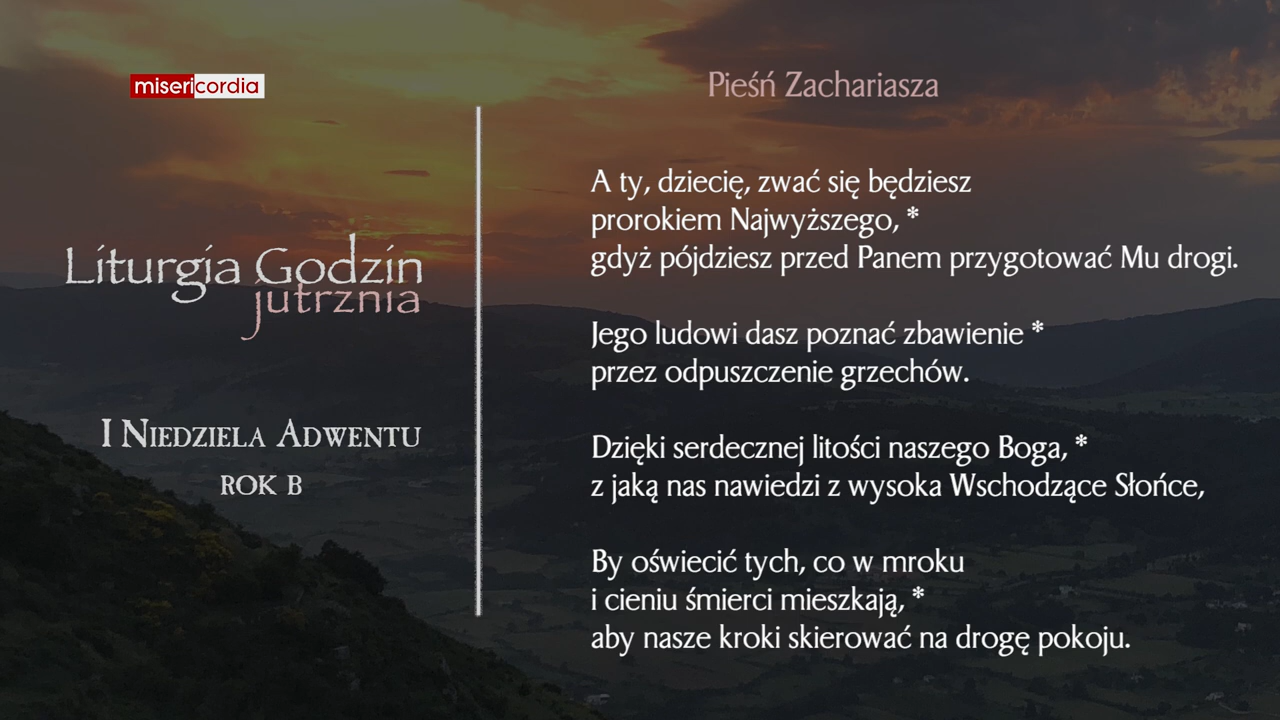 misericordia
Liturgia Godzin
jutrznia
I Niedziela Adwentu
rok B
Pieśń Zachariasza
A ty, dziecię, zwać się będziesz
prorokiem Najwyższego, *
gdyż pójdziesz przed Panem przygotować Mu drogi.
Jego ludowi dasz poznać zbawienie *
przez odpuszczenie grzechów.
Dzięki serdecznej litości naszego Boga, *
z jaką nas nawiedzi z wysoka Wschodzące Słońce,
By oświecić tych, co w mroku
i cieniu śmierci mieszkają, *
aby nasze kroki skierować na drogę pokoju.